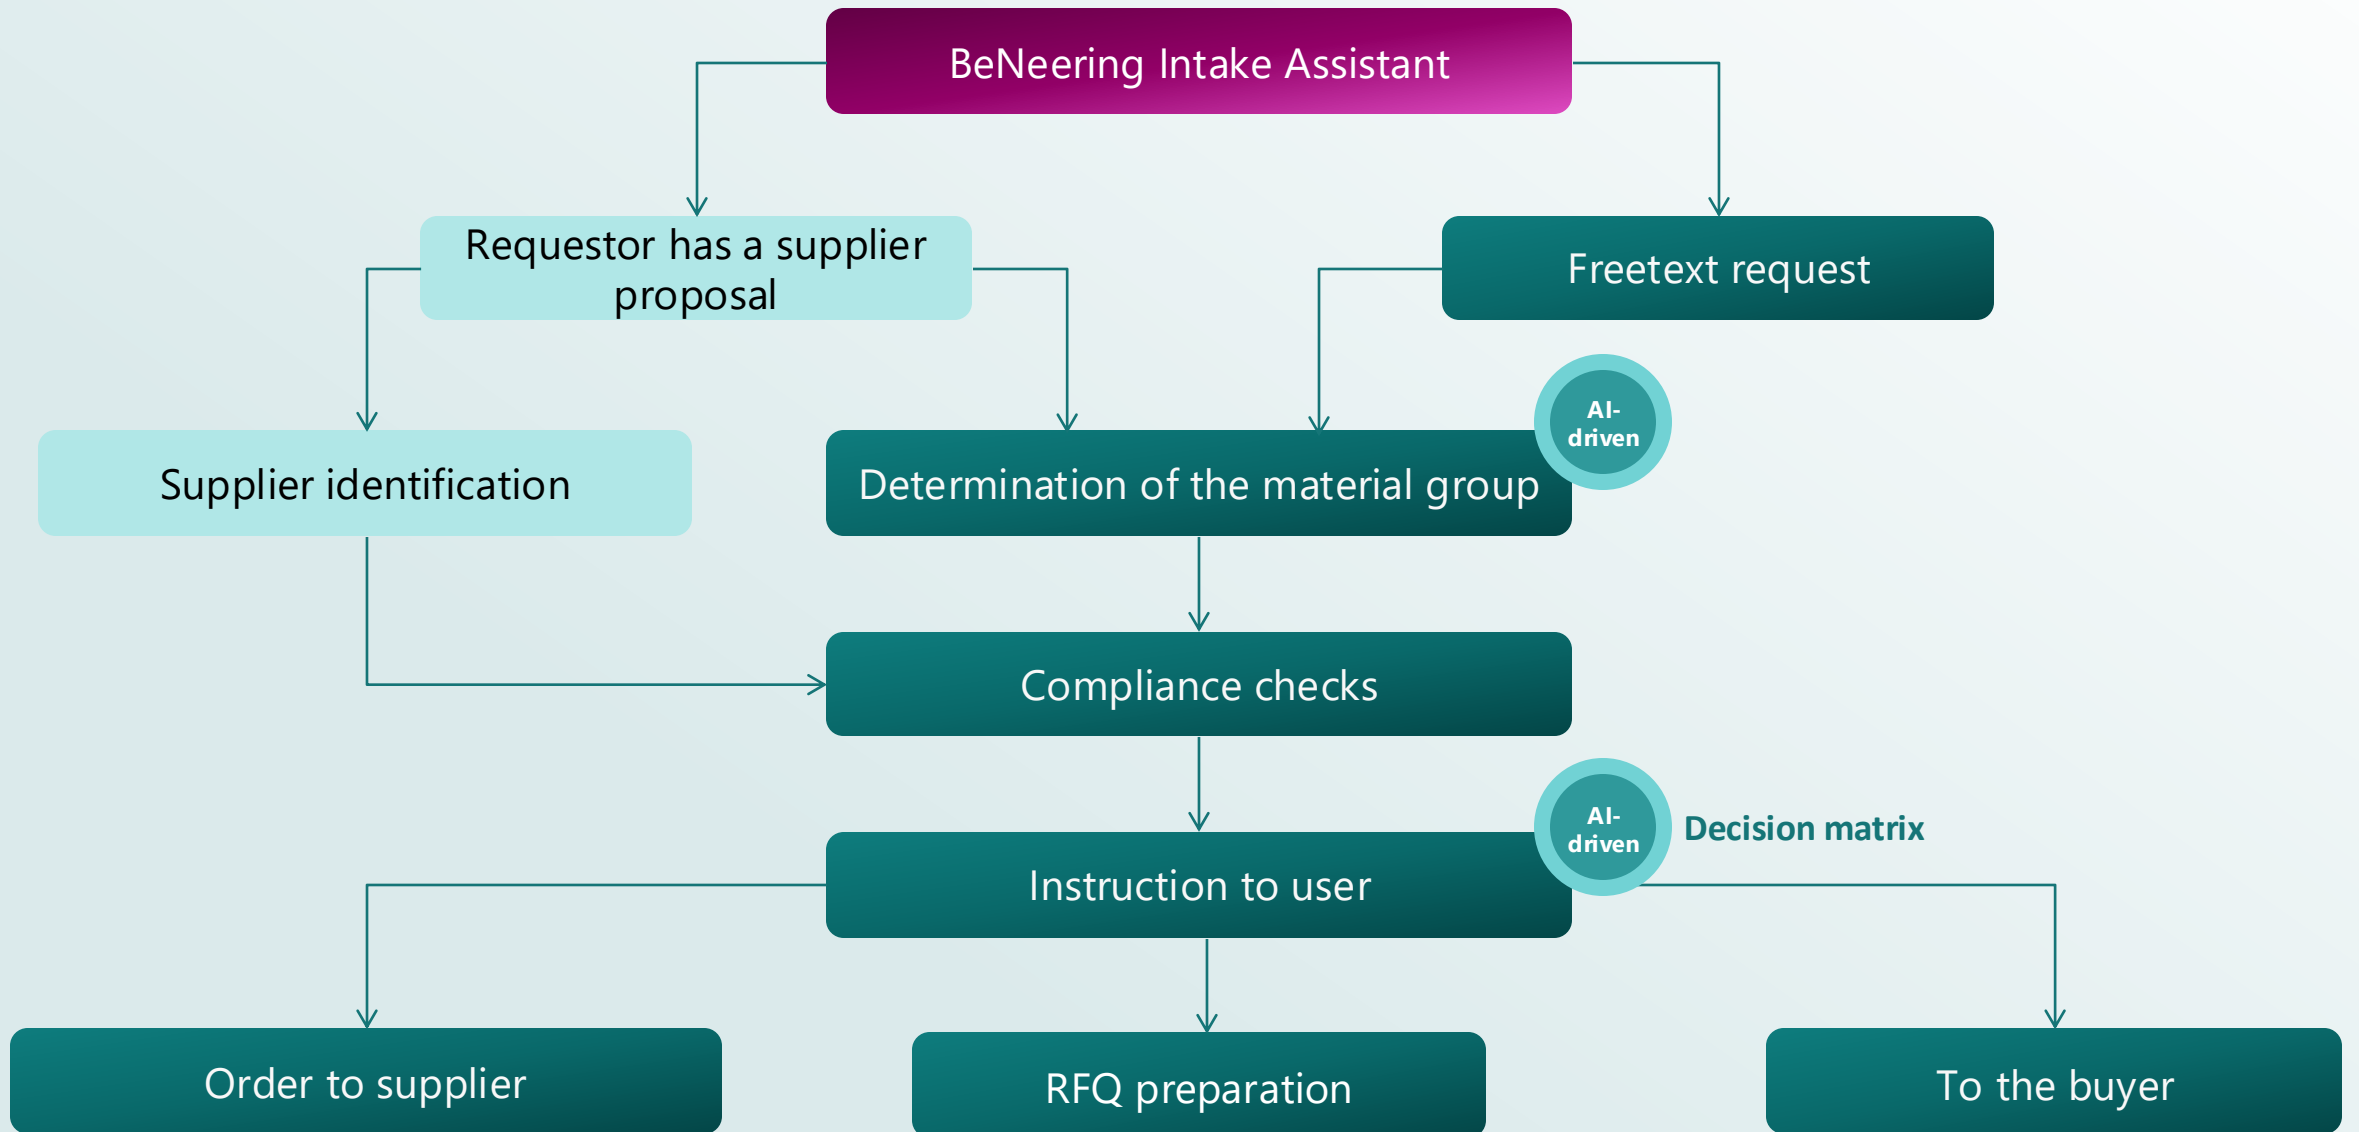 BeNeering Intake Assistant
Requestor has a supplier
proposal
Freetext request
AI-
driven
Supplier identification
Determination of the material group
Compliance checks
AI-
driven
Decision matrix
Instruction to user
Order to supplier
RFQ preparation
To the buyer